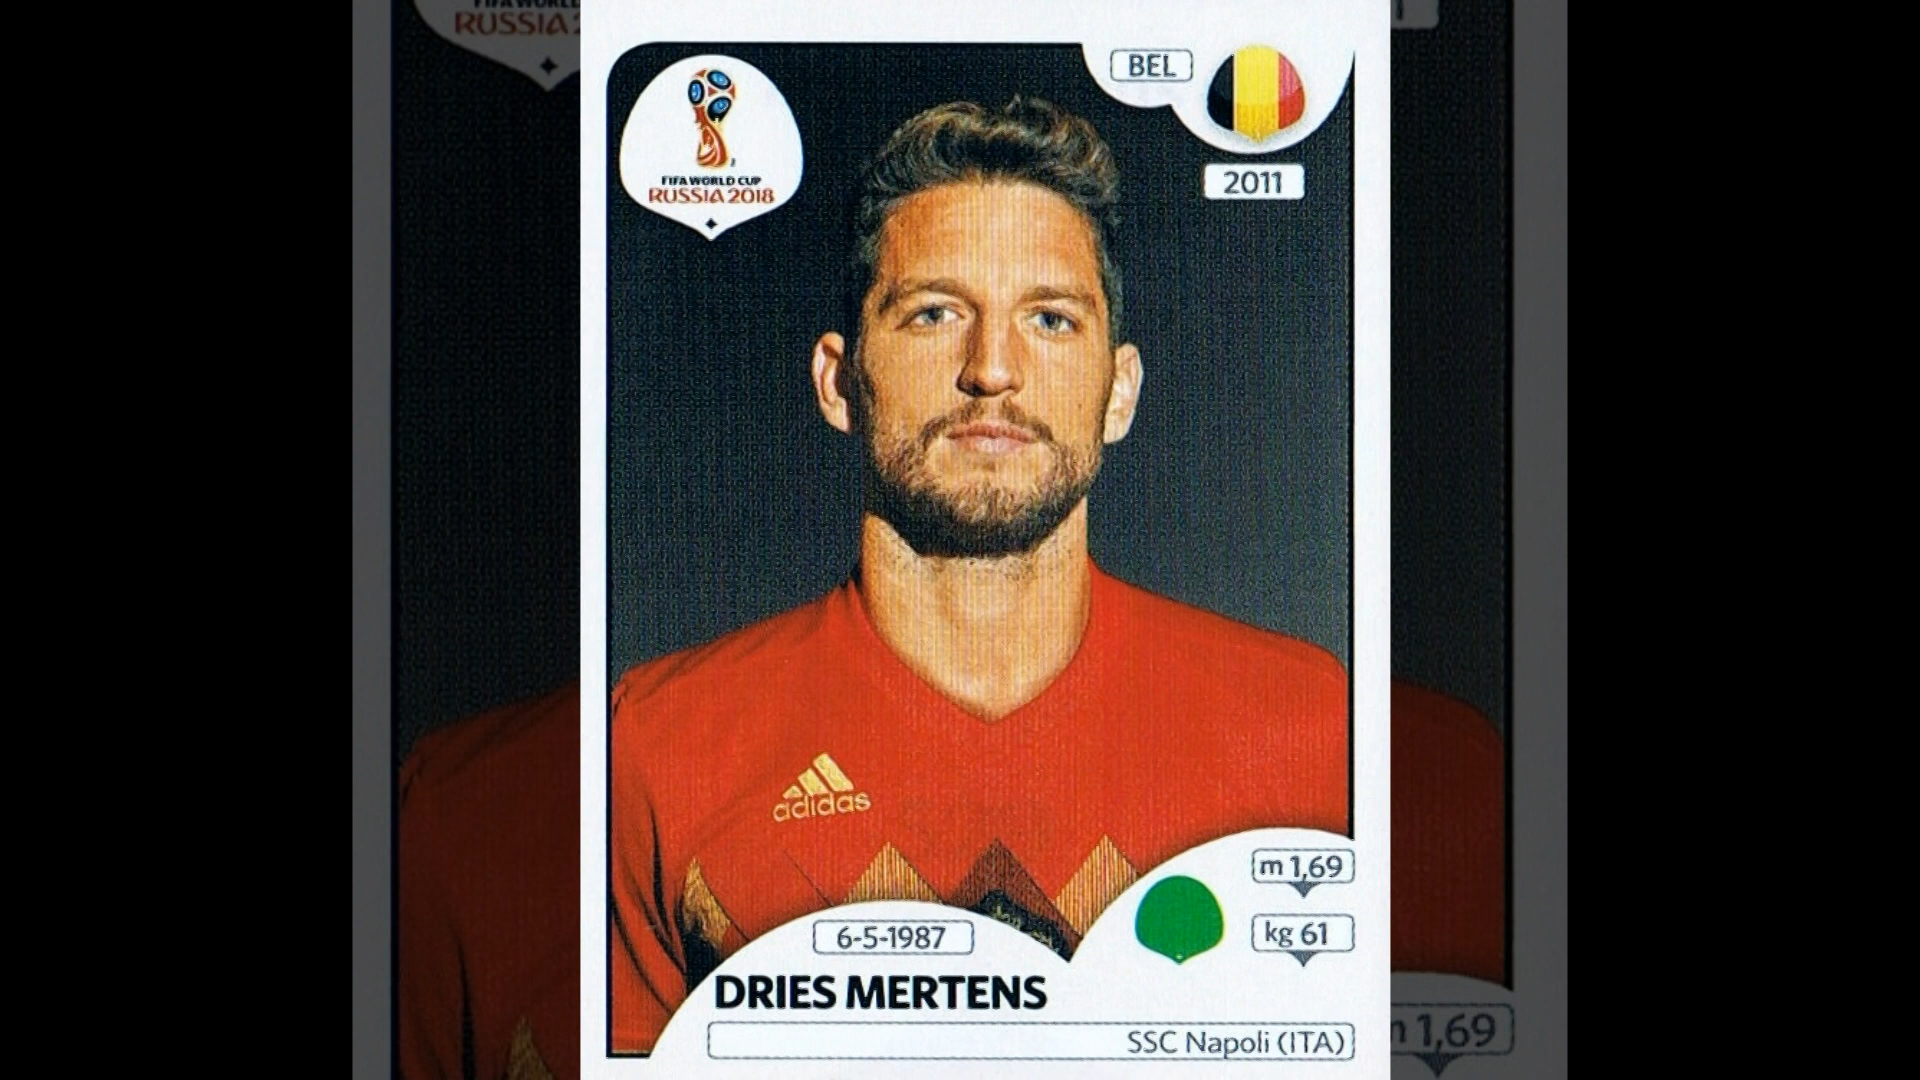 FIFA WORLD CUP
RUSSIA 2018
BEL
2011
adidas
m 1,69
kg 61
6-5-1987
DRIES MERTENS
SSC Napoli (ITA)
RUSSIA 2
1,69